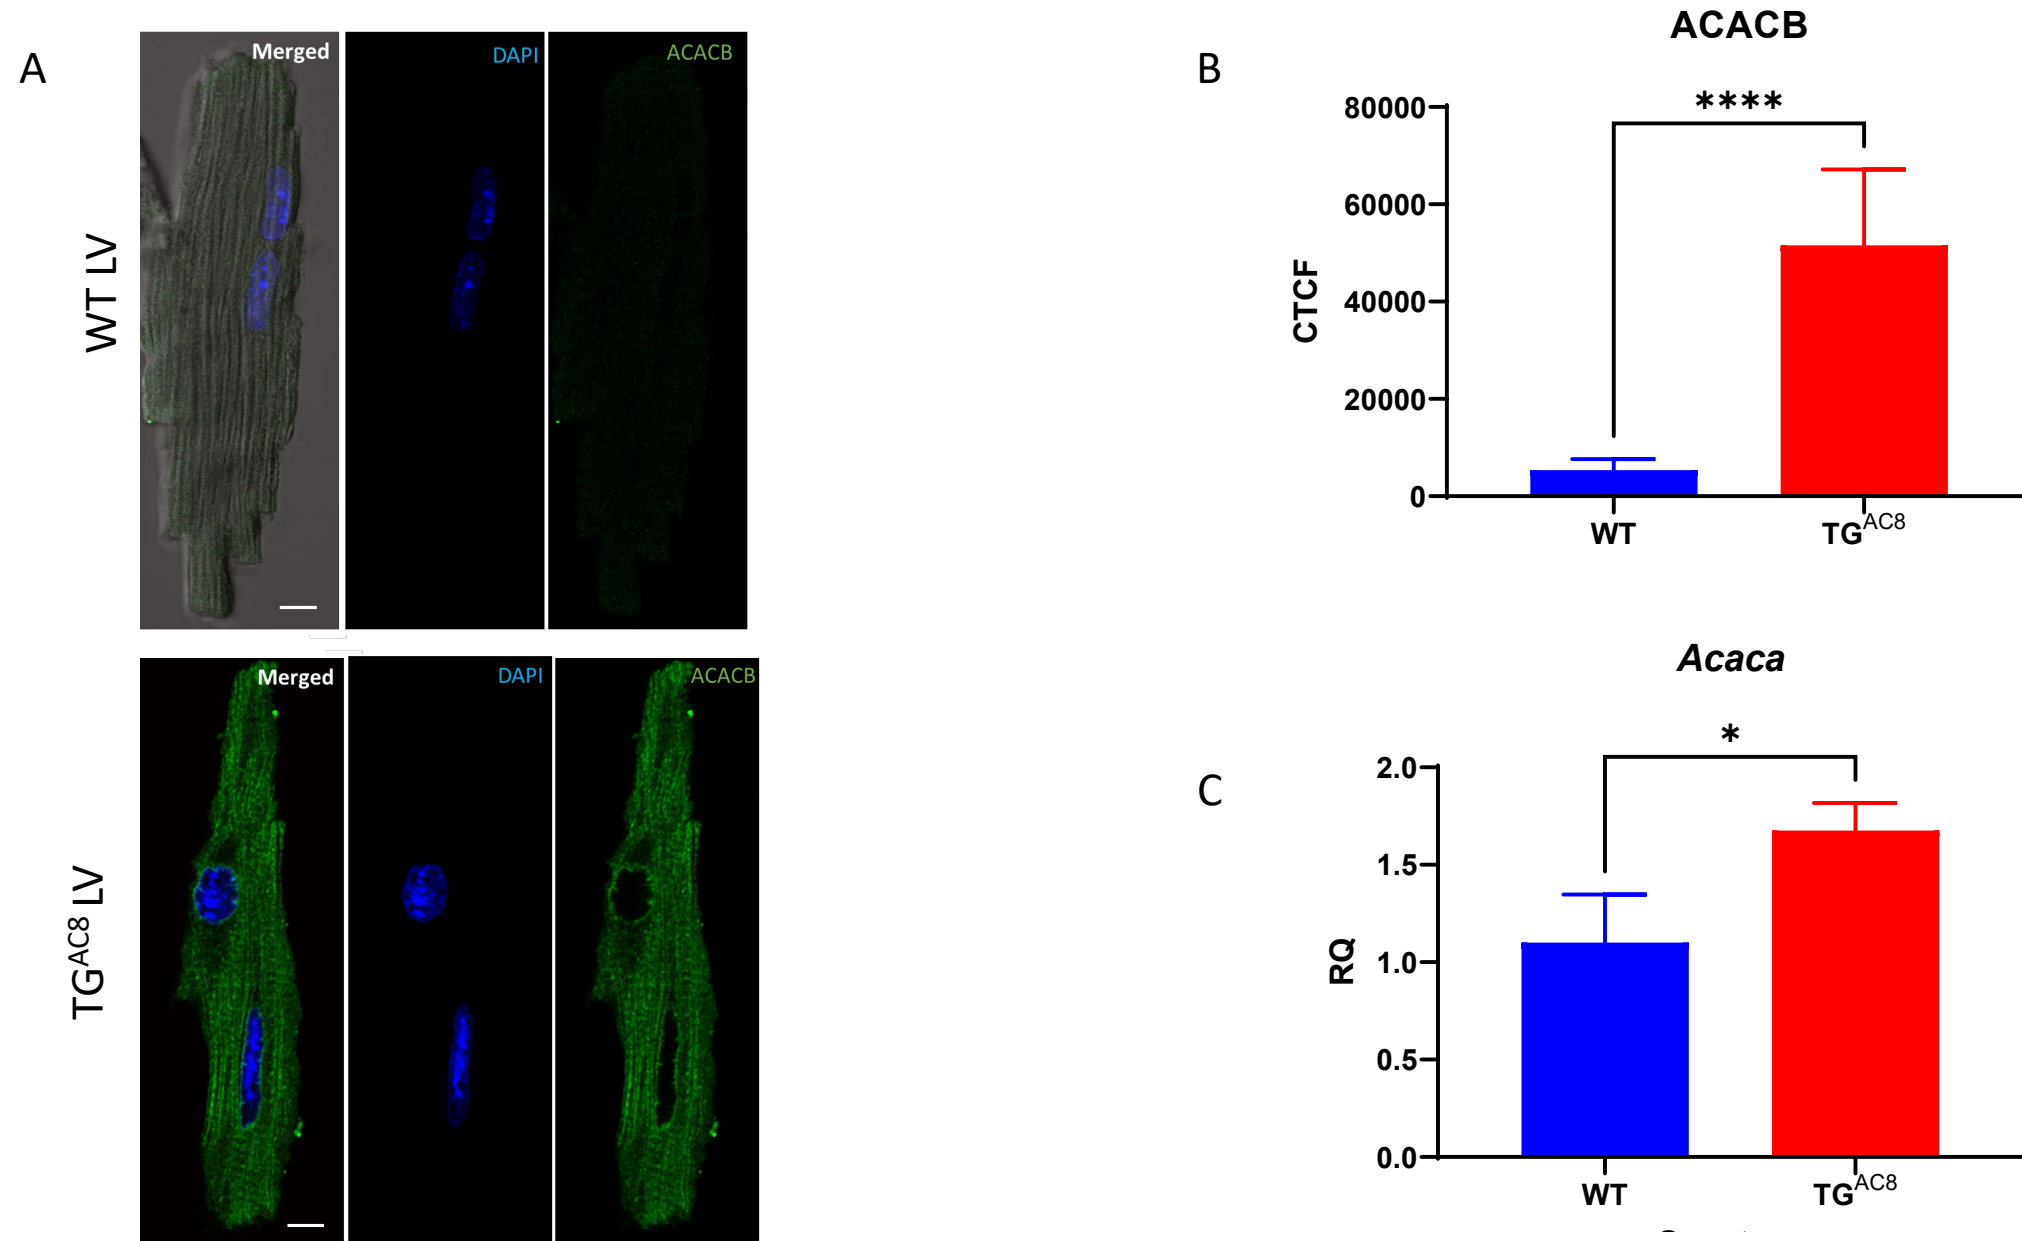 A
WT LV
Merged
DAPI
ACACB
TGAC8 LV
Merged
DAPI
ACACB
B
ACACB
****
CTCF
80000
60000
40000
20000
0
WT
TGAC8
C
Acaca
*
RQ
2.0
1.5
1.0
0.5
0.0
WT
TGAC8